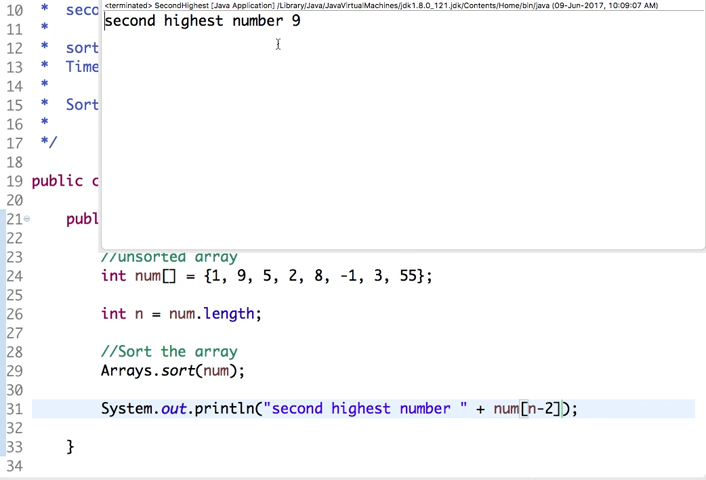 <terminated> SecondHighest [Java Application] /Library/Java/JavaVirtualMachines/jdk1.8.0_121.jdk/Contents/Home/bin/java (09-Jun-2017, 10:09:07 AM)
second highest number 9
10 * seco
11 *
12 * sort
13 * Time
14 *
15 * Sort
16 *
17 */
18
19 public c
20
21 publ
22
23 //unsorted array
24 int num[] = {1, 9, 5, 2, 8, -1, 3, 55};
25
26 int n = num.length;
27
28 //Sort the array
29 Arrays.sort(num);
30
31 System.out.println("second highest number " + num[n-2]);
32
33 }
34